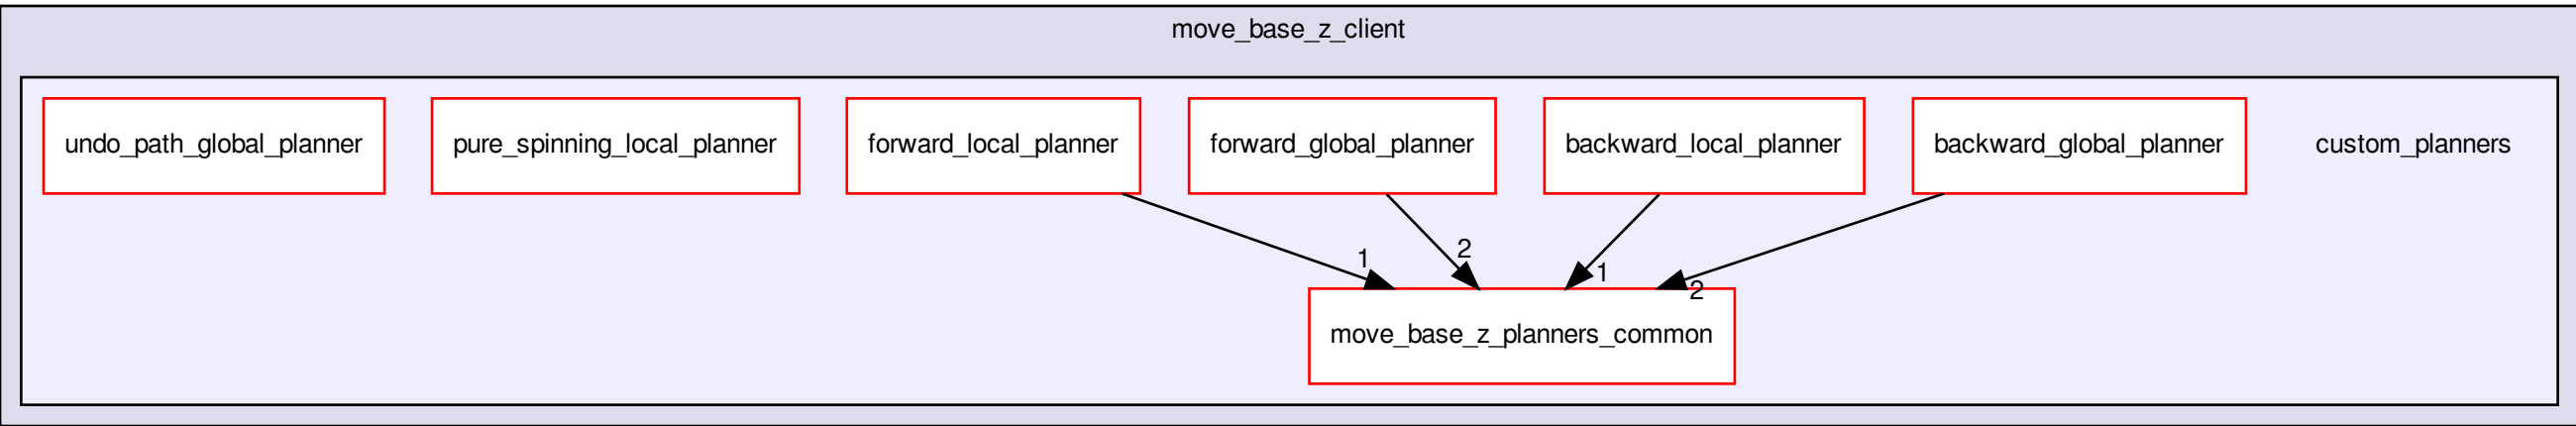 move_base_z_client
undo_path_global_planner
pure_spinning_local_planner
forward_local_planner
forward_global_planner
backward_local_planner
backward_global_planner
custom_planners
1
2
1
2
move_base_z_planners_common